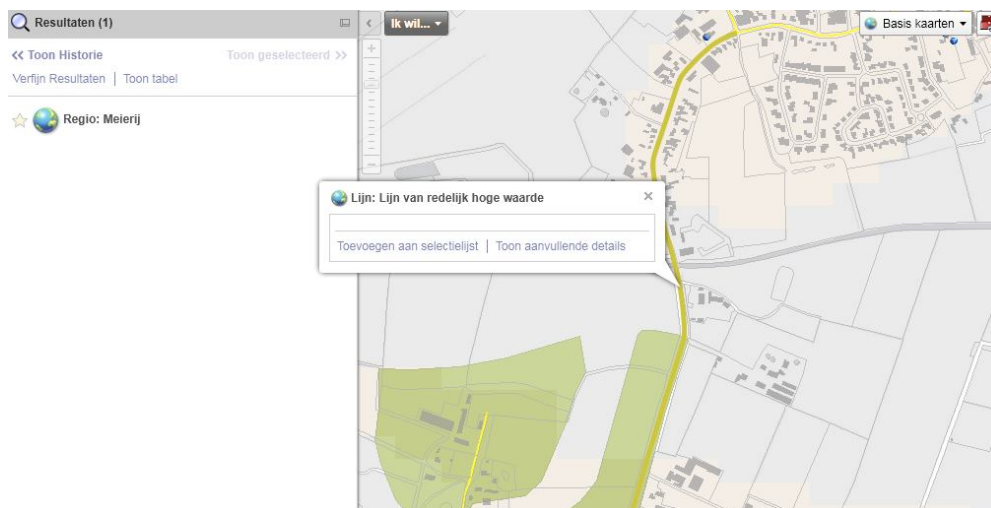 Resultaten (1)
<< Toon Historie Toon geselecteerd >>
Verfijn Resultaten | Toon tabel
Regio: Meierij
Ik wil...
Basis kaarten
Lijn: Lijn van redelijk hoge waarde
Toevoegen aan selectielijst | Toon aanvullende details